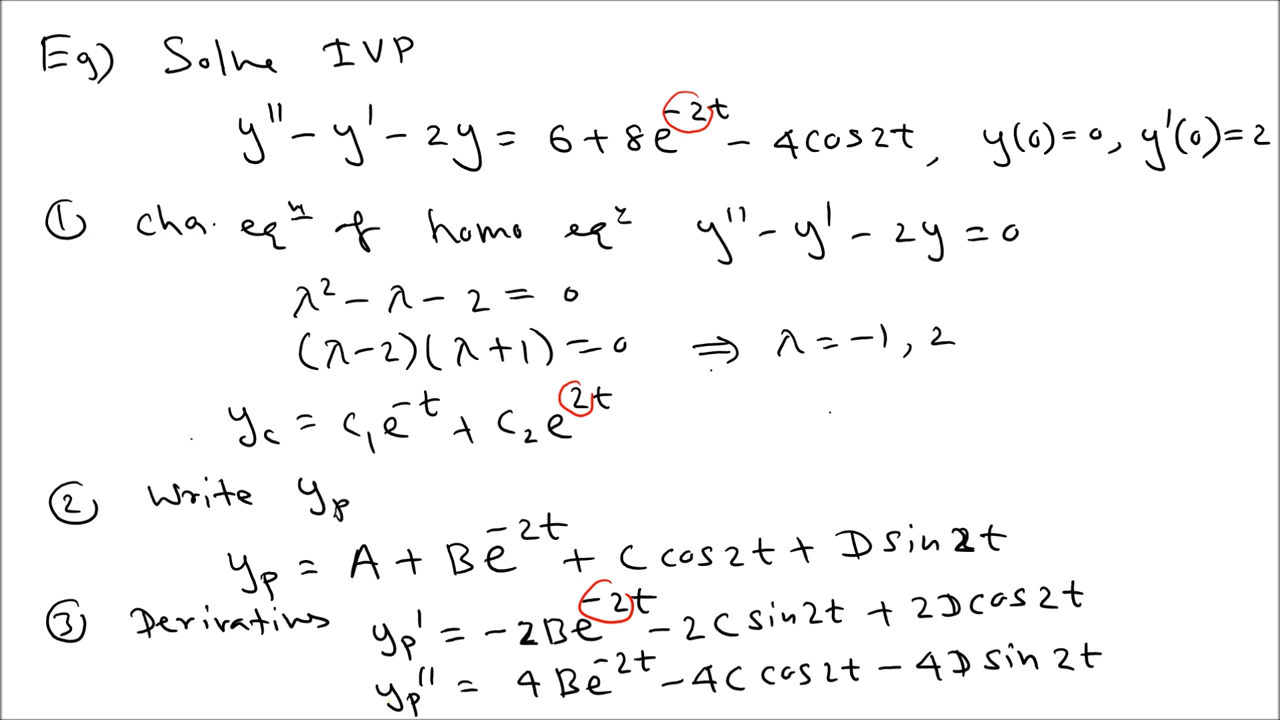 Eg) Solve IVP
y'' - y' - 2y = 6 + 8e^{-2t} - 4cos2t, y(0)=0, y'(0)=2
① cha. eqⁿ of homo eqⁿ y'' - y' - 2y = 0
λ² - λ - 2 = 0
(λ-2)(λ+1) = 0 ⇒ λ = -1, 2
y_c = c₁e^{-t} + c₂e^{2t}
② Write y_p
y_p = A + Be^{-2t} + C cos2t + D sin2t
③ Derivatives y_p' = -2Be^{-2t} - 2C sin2t + 2D cos2t
y_p'' = 4Be^{-2t} - 4C cos2t - 4D sin2t